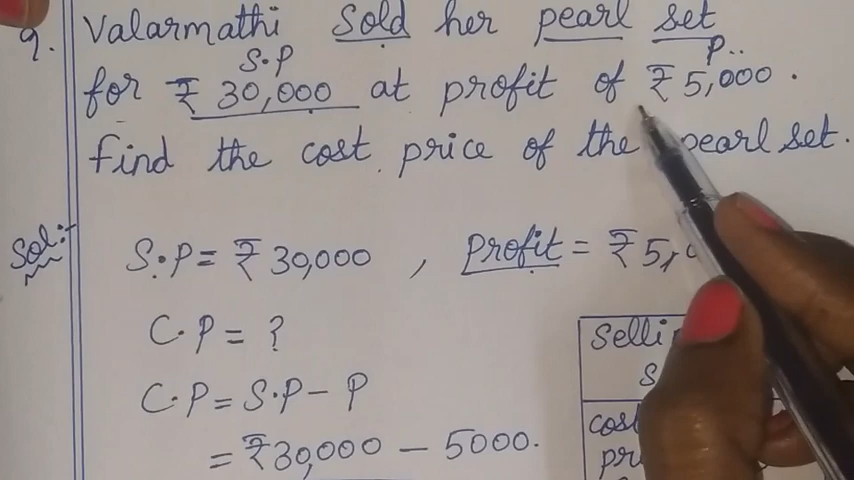 9. Valarmathi Sold her pearl set
S.P P..
for ₹ 30,000 at profit of ₹ 5,000.
find the cost price of the pearl set.
Sol:-
S.P = ₹ 30,000 , Profit = ₹ 5,
C.P = ?
C.P = S.P - P
= ₹30,000 - 5000.
Selli
S
cost
pr